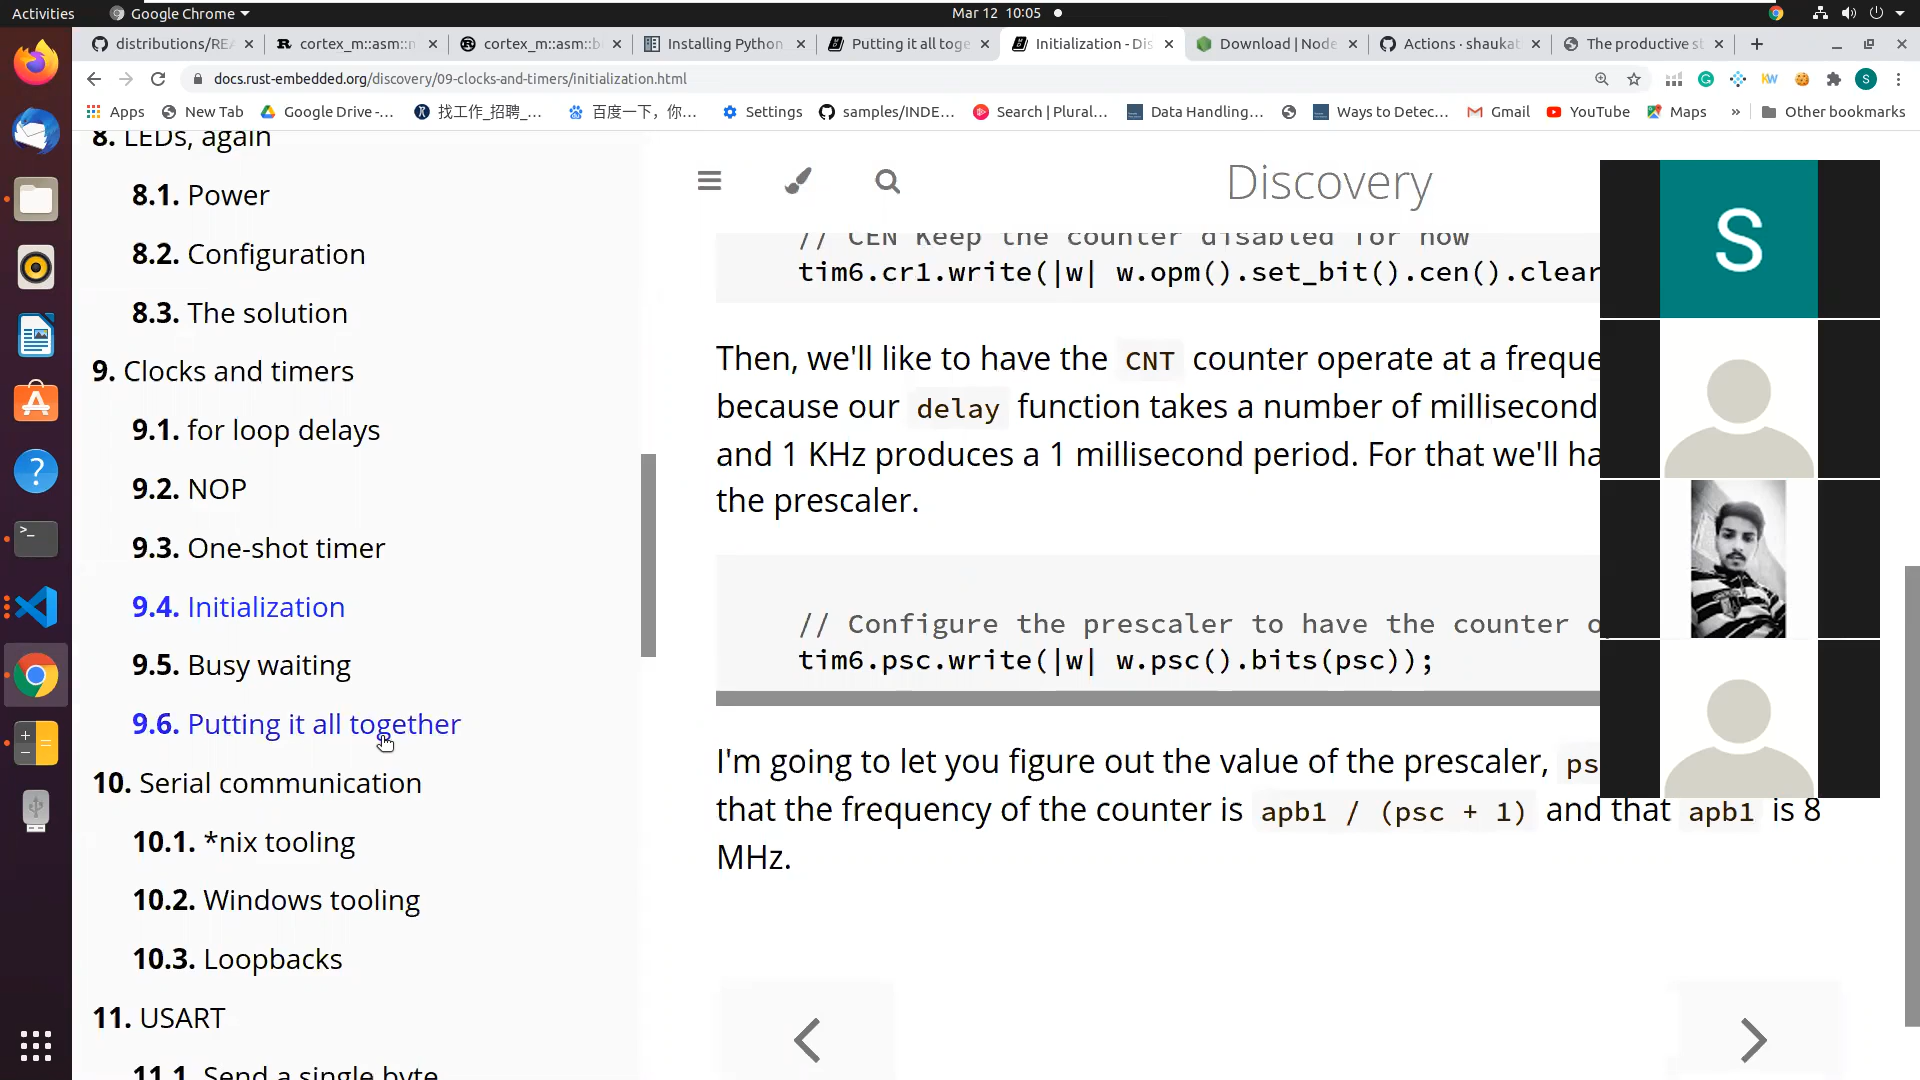 Activities
Google Chrome
Mar 12 10:05
distributions/REA
cortex_m::asm::n
cortex_m::asm::b
Installing Python
Putting it all toge
Initialization - Dis
Download | Node
Actions · shaukat
The productive st
docs.rust-embedded.org/discovery/09-clocks-and-timers/initialization.html
Apps
New Tab
Google Drive -...
找工作_招聘_...
百度一下，你...
Settings
samples/INDE...
Search | Plural...
Data Handling...
Ways to Detec...
Gmail
YouTube
Maps
»
Other bookmarks
8. LEDs, again
8.1. Power
8.2. Configuration
8.3. The solution
9. Clocks and timers
9.1. for loop delays
9.2. NOP
9.3. One-shot timer
9.4. Initialization
9.5. Busy waiting
9.6. Putting it all together
10. Serial communication
10.1. *nix tooling
10.2. Windows tooling
10.3. Loopbacks
11. USART
11.1. Send a single byte
Discovery
// CEN Keep the counter disabled for now
tim6.cr1.write(|w| w.opm().set_bit().cen().clear
Then, we'll like to have the CNT counter operate at a freque
because our delay function takes a number of millisecond
and 1 KHz produces a 1 millisecond period. For that we'll ha
the prescaler.
// Configure the prescaler to have the counter o
tim6.psc.write(|w| w.psc().bits(psc));
I'm going to let you figure out the value of the prescaler, ps
that the frequency of the counter is apb1 / (psc + 1) and that apb1 is 8
MHz.
S
S